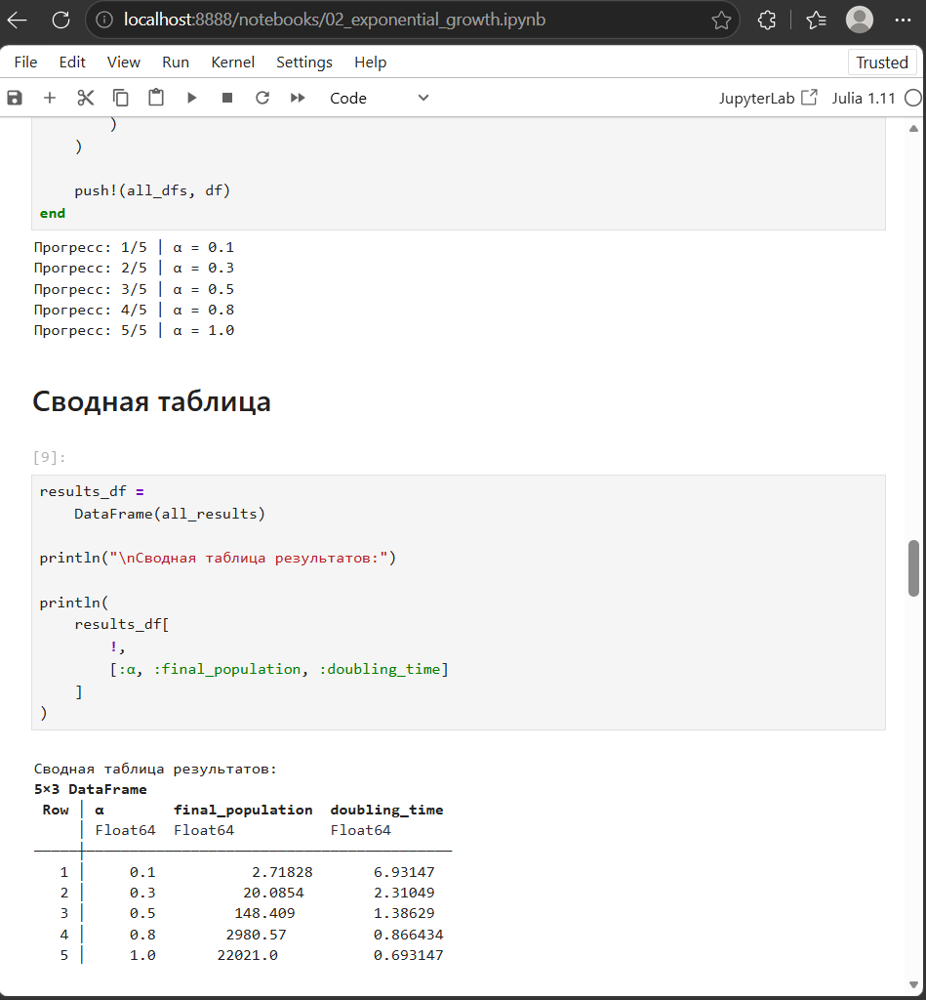 localhost:8888/notebooks/02_exponential_growth.ipynb
File Edit View Run Kernel Settings Help Trusted
Code JupyterLab Julia 1.11
)
)
push!(all_dfs, df)
end
Прогресс: 1/5 | α = 0.1
Прогресс: 2/5 | α = 0.3
Прогресс: 3/5 | α = 0.5
Прогресс: 4/5 | α = 0.8
Прогресс: 5/5 | α = 1.0
Сводная таблица
[9]:
results_df =
DataFrame(all_results)
println("\nСводная таблица результатов:")
println(
results_df[
!,
[:α, :final_population, :doubling_time]
]
)
Сводная таблица результатов:
5×3 DataFrame
Row │ α final_population doubling_time
│ Float64 Float64 Float64
1 │ 0.1 2.71828 6.93147
2 │ 0.3 20.0854 2.31049
3 │ 0.5 148.409 1.38629
4 │ 0.8 2980.57 0.866434
5 │ 1.0 22021.0 0.693147